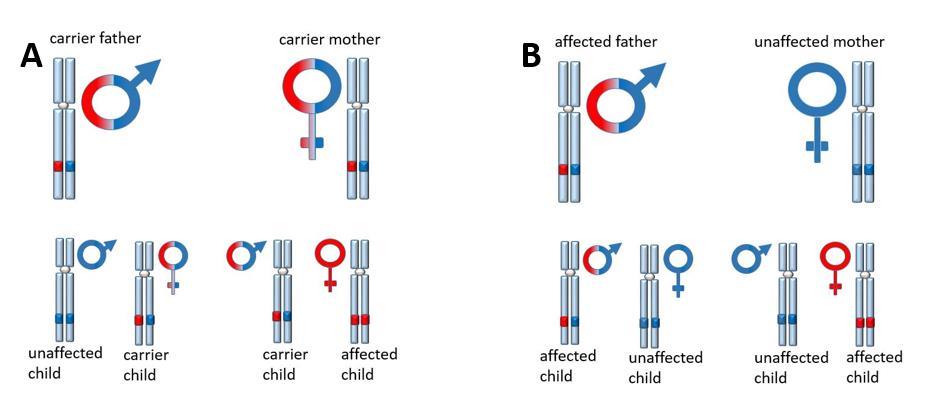 A
carrier father
carrier mother
unaffected
child
carrier
child
carrier
child
affected
child
B
affected father
unaffected mother
affected
child
unaffected
child
unaffected
child
affected
child